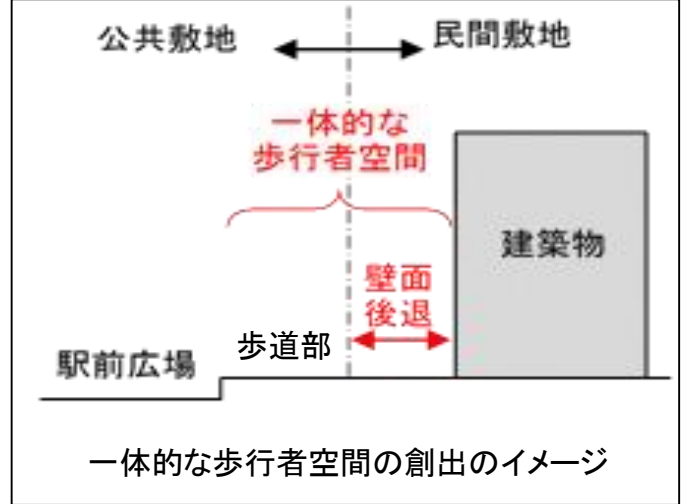 公共敷地
民間敷地
一体的な
歩行者空間
建築物
壁面
後退
歩道部
駅前広場
一体的な歩行者空間の創出のイメージ